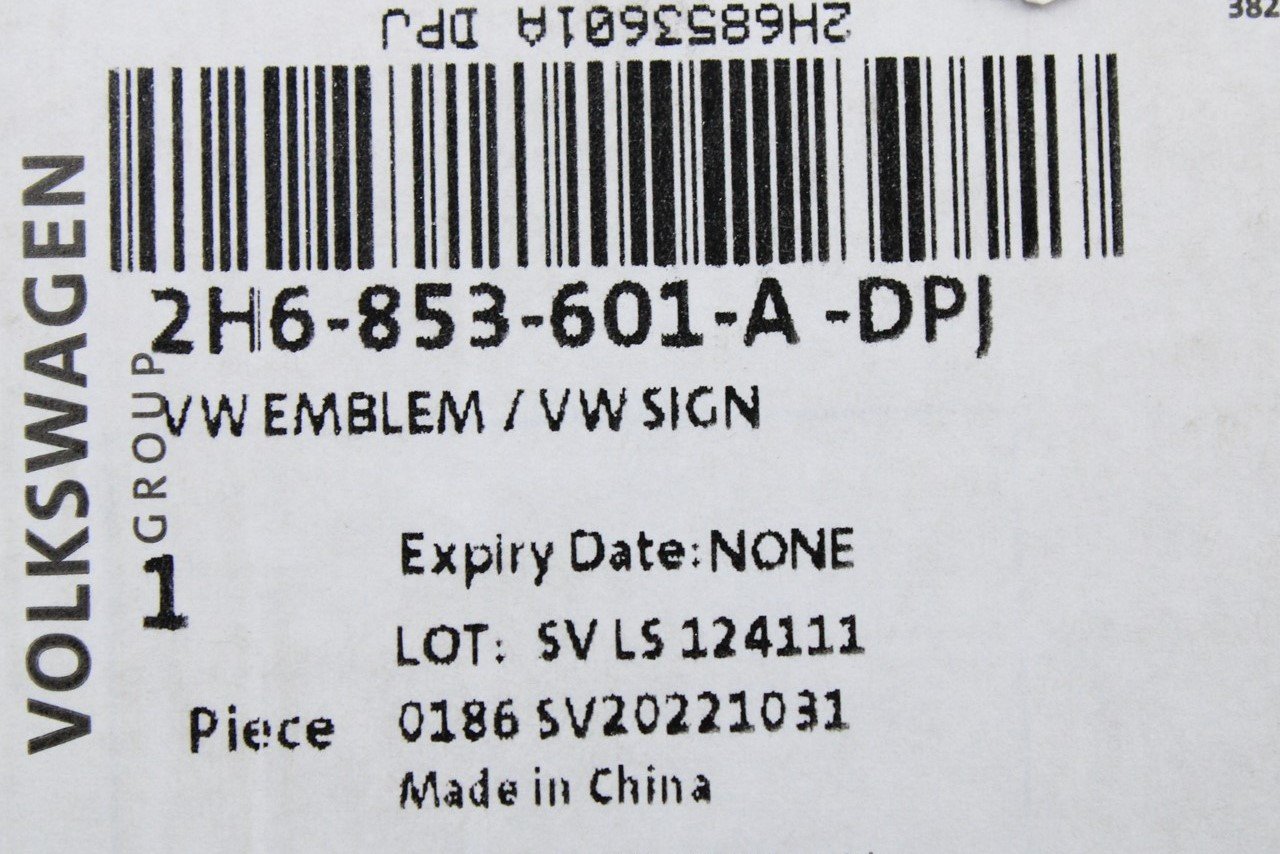 382
2H6853601A DPJ
VOLKSWAGEN
GROUP
2H6-853-601-A -DPJ
VW EMBLEM / VW SIGN
1
Piece
Expiry Date:NONE
LOT: SV LS 124111
0186 SV20221031
Made in China